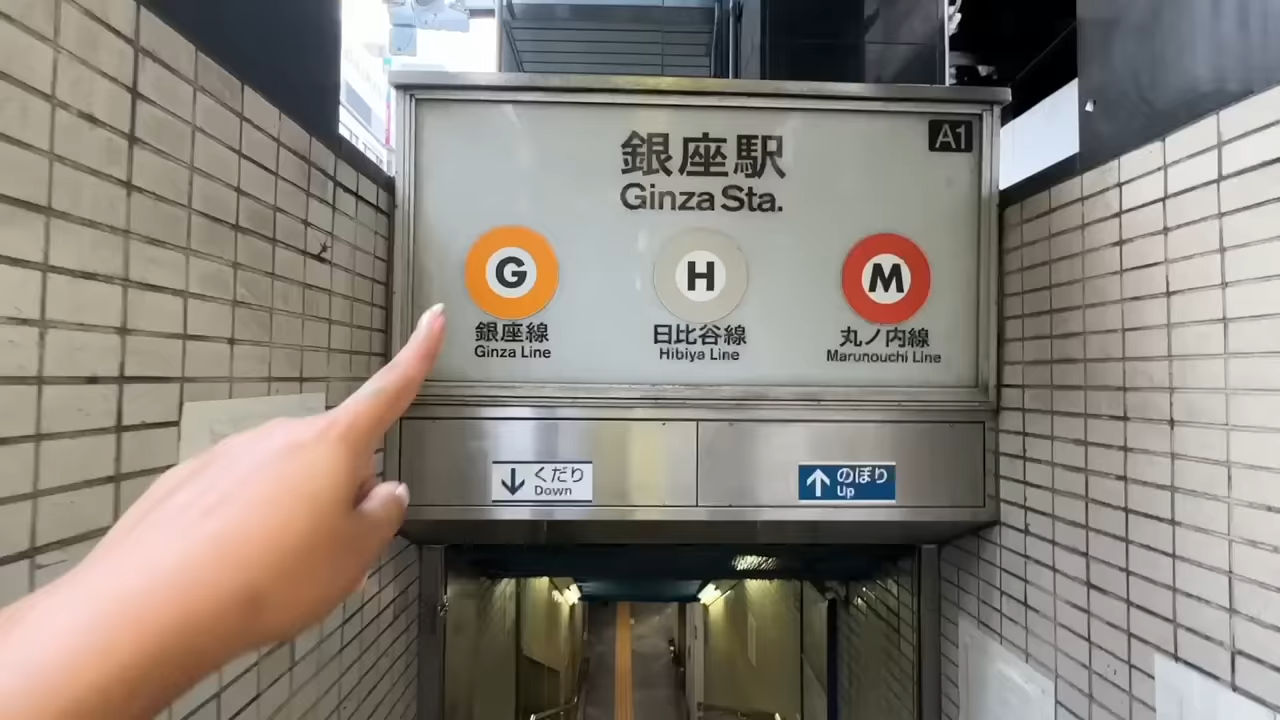 A1
銀座駅
Ginza Sta.
G
銀座線
Ginza Line
H
日比谷線
Hibiya Line
M
丸ノ内線
Marunouchi Line
↓ くだり
Down
↑ のぼり
Up